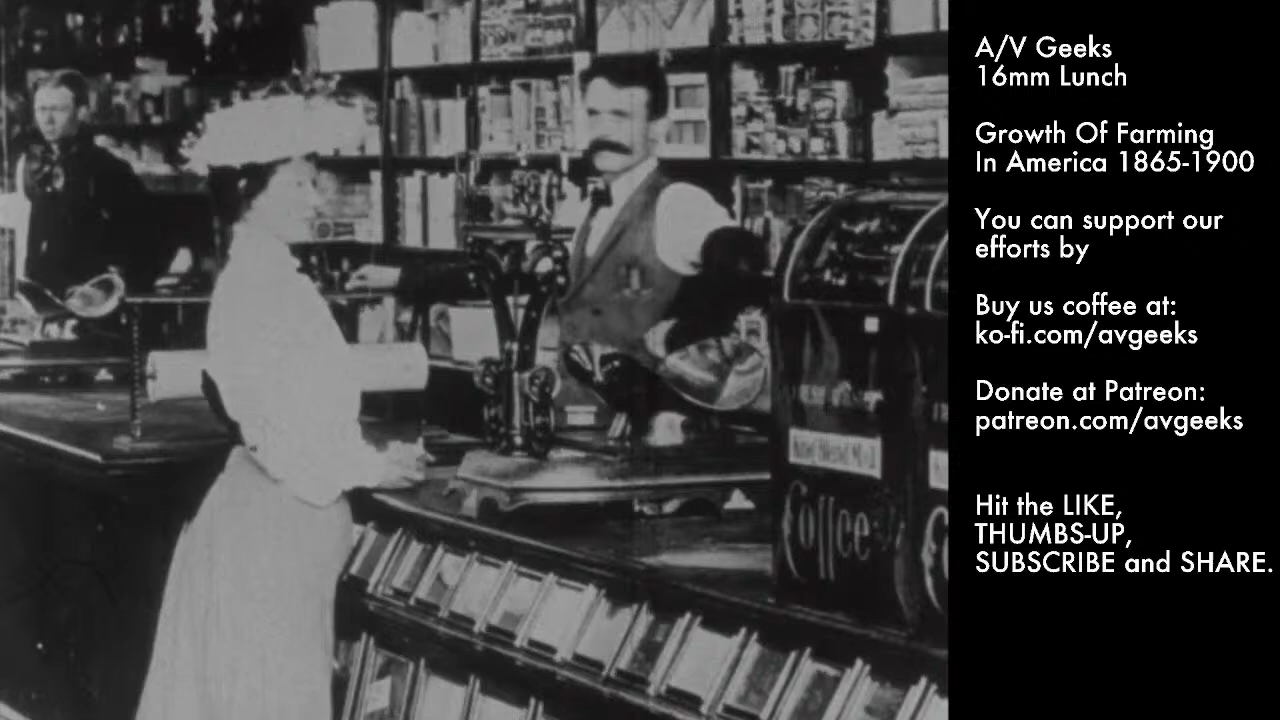 A/V Geeks
16mm Lunch
Growth Of Farming
In America 1865-1900
You can support our
efforts by
Buy us coffee at:
ko-fi.com/avgeeks
Donate at Patreon:
patreon.com/avgeeks
Hit the LIKE,
THUMBS-UP,
SUBSCRIBE and SHARE.
Coffee